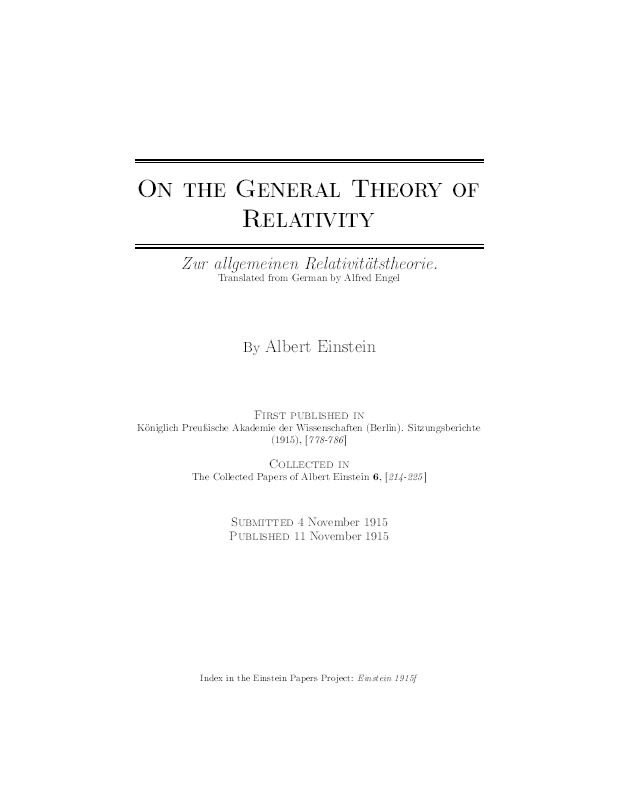 On the General Theory of
Relativity
Zur allgemeinen Relativitätstheorie.
Translated from German by Alfred Engel
By Albert Einstein
First published in
Königlich Preußische Akademie der Wissenschaften (Berlin). Sitzungsberichte
(1915), [778-786]
Collected in
The Collected Papers of Albert Einstein 6, [214-225]
Submitted 4 November 1915
Published 11 November 1915
Index in the Einstein Papers Project: Einstein 1915f